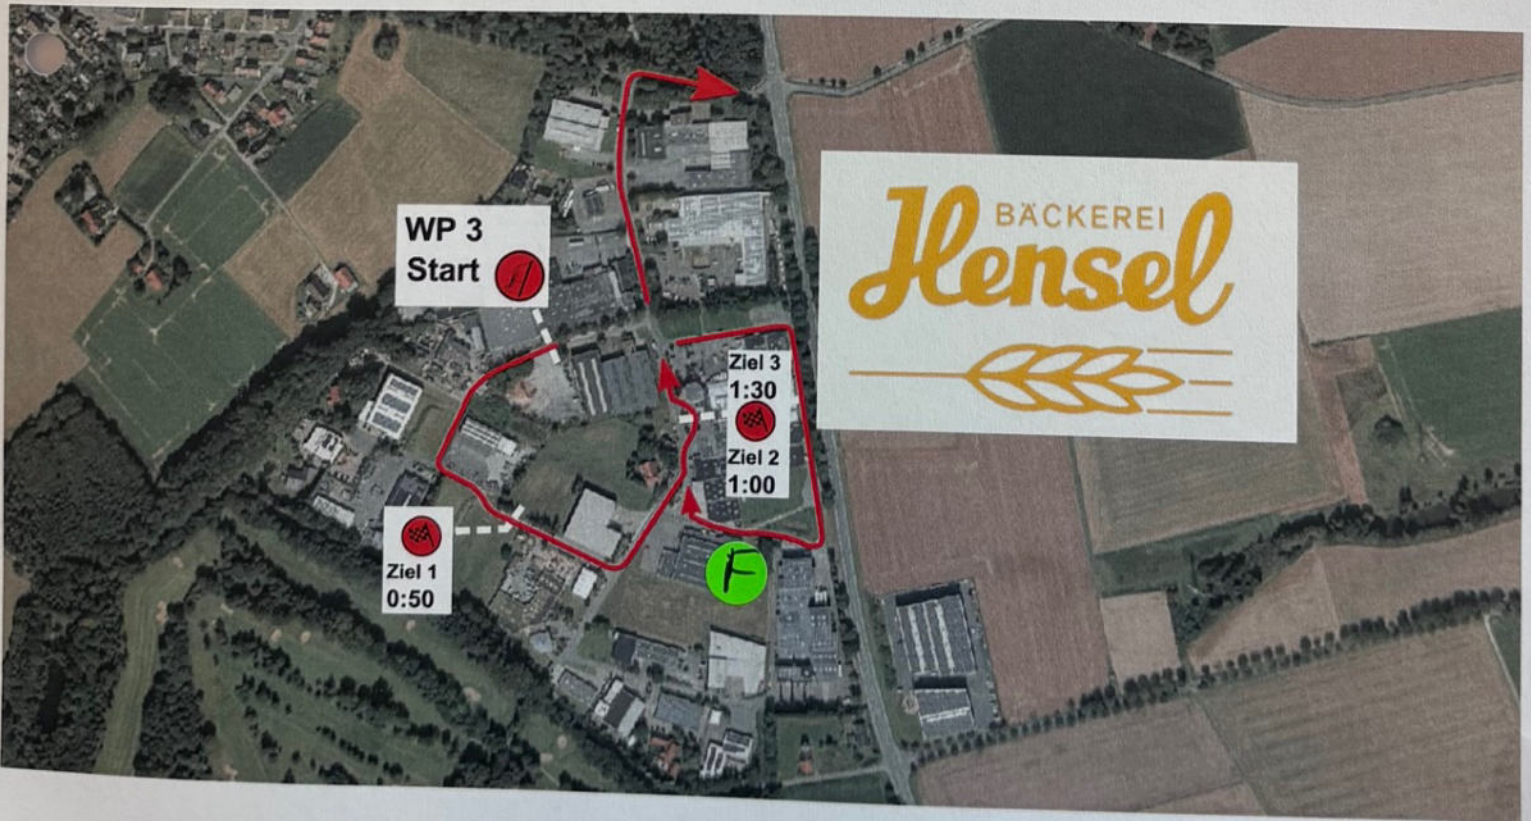 WP 3
Start
BÄCKEREI
Hensel
Ziel 3
1:30
Ziel 2
1:00
Ziel 1
0:50
F